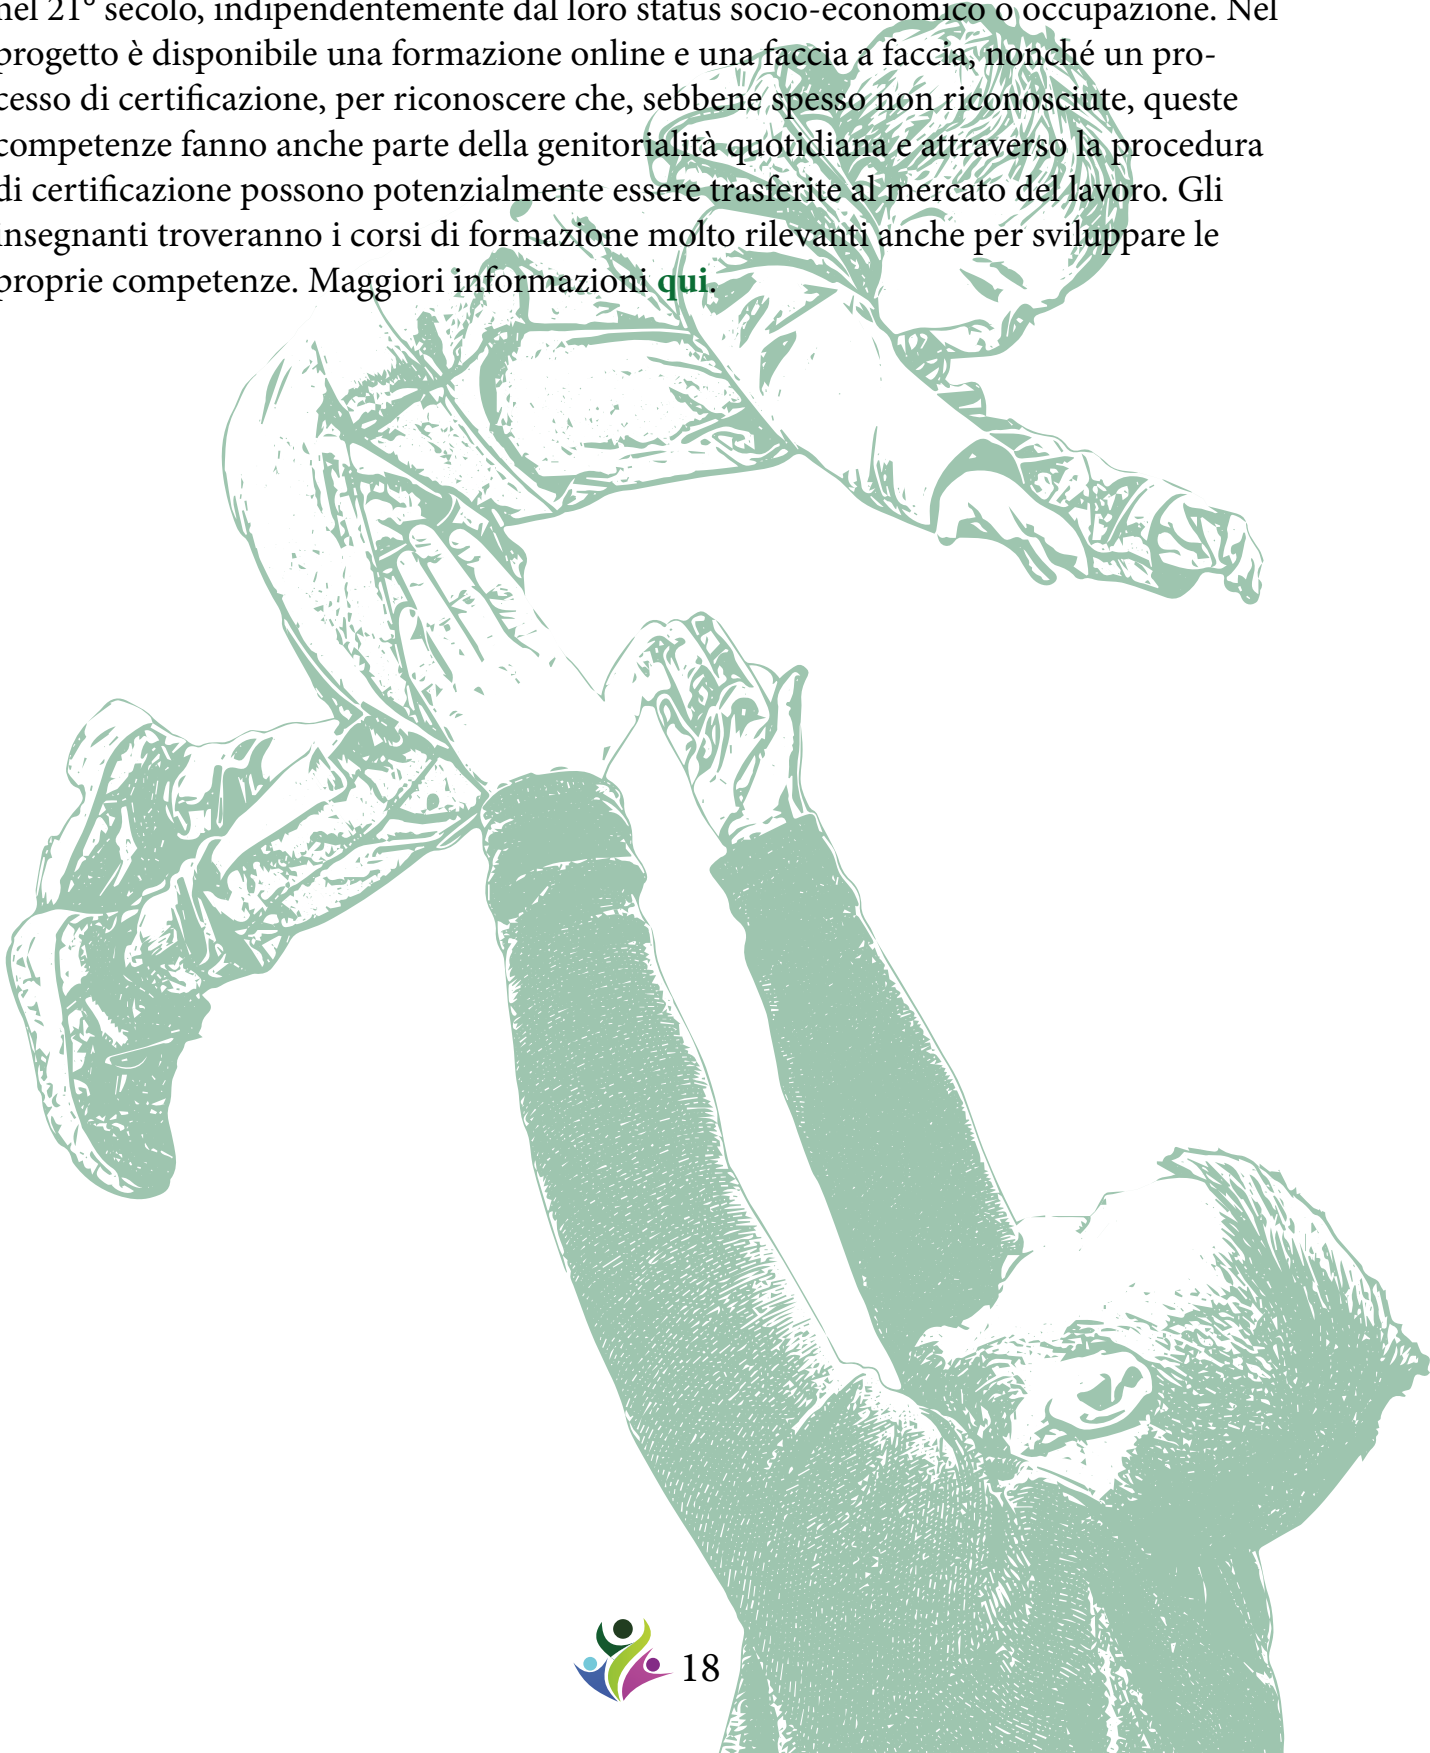 nel 21° secolo, indipendentemente dal loro status socio-economico o occupazione. Nel
progetto è disponibile una formazione online e una faccia a faccia, nonché un pro-
cesso di certificazione, per riconoscere che, sebbene spesso non riconosciute, queste
competenze fanno anche parte della genitorialità quotidiana e attraverso la procedura
di certificazione possono potenzialmente essere trasferite al mercato del lavoro. Gli
insegnanti troveranno i corsi di formazione molto rilevanti anche per sviluppare le
proprie competenze. Maggiori informazioni qui.
18